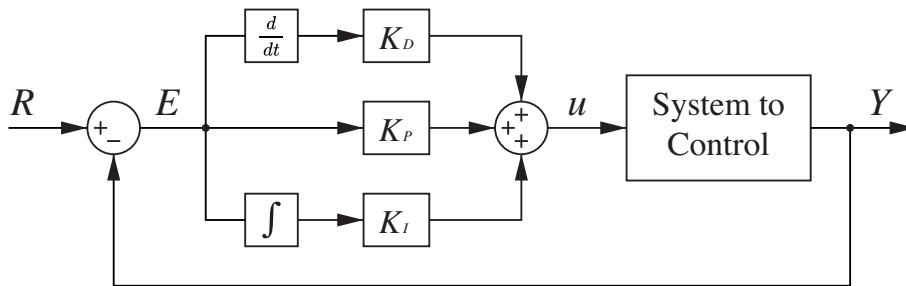 d
dt
K_D
R
E
+
−
K_P
+
+
+
u
System to
Control
Y
∫
K_I